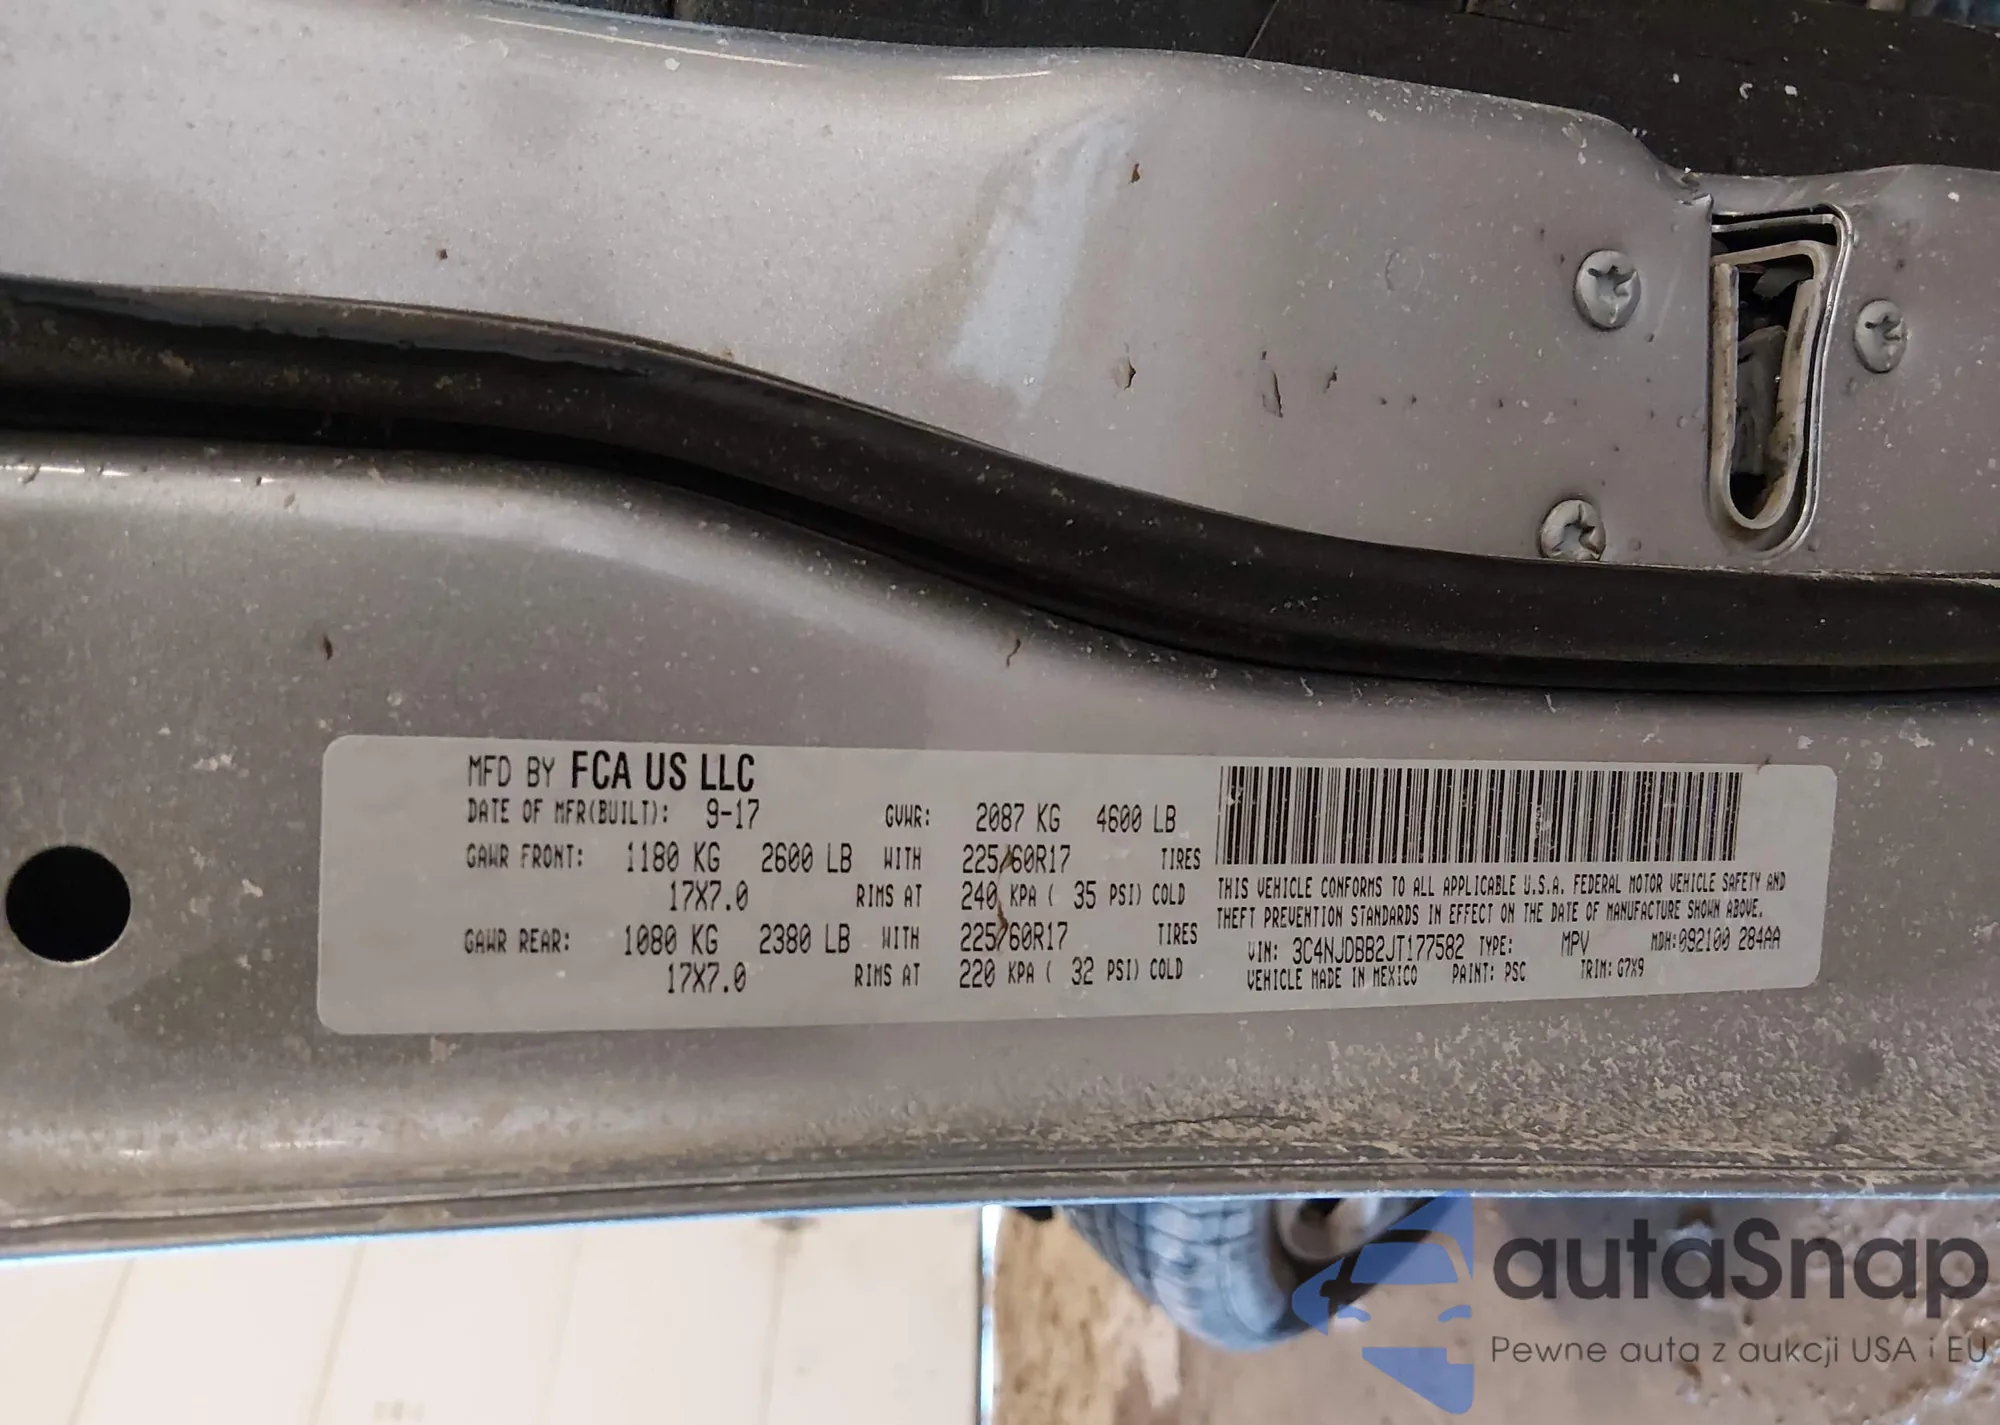 MFD BY FCA US LLC
DATE OF MFR(BUILT): 9-17 GVWR: 2087 KG 4600 LB
GAWR FRONT: 1180 KG 2600 LB WITH 225/60R17 TIRES
17X7.0 RIMS AT 240 KPA ( 35 PSI) COLD
GAWR REAR: 1080 KG 2380 LB WITH 225/60R17 TIRES
17X7.0 RIMS AT 220 KPA ( 32 PSI) COLD
THIS VEHICLE CONFORMS TO ALL APPLICABLE U.S.A. FEDERAL MOTOR VEHICLE SAFETY AND
THEFT PREVENTION STANDARDS IN EFFECT ON THE DATE OF MANUFACTURE SHOWN ABOVE.
VIN: 3C4NJDBB2JT177582 TYPE: MPV MDH:092100 284AA
VEHICLE MADE IN MEXICO PAINT: PSC TRIM: G7X9
autaSnap
Pewne auta z aukcji USA i EU